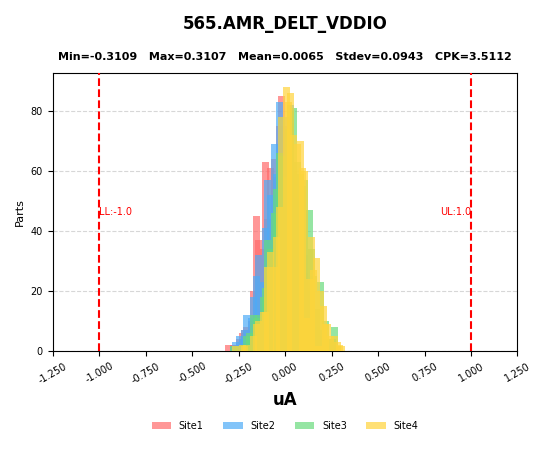 565.AMR_DELT_VDDIO
Min=-0.3109   Max=0.3107   Mean=0.0065   Stdev=0.0943   CPK=3.5112
80
60
40
20
0
Parts
LL:-1.0
UL:1.0
-1.250   -1.000   -0.750   -0.500   -0.250   0.000   0.250   0.500   0.750   1.000   1.250
uA
Site1   Site2   Site3   Site4